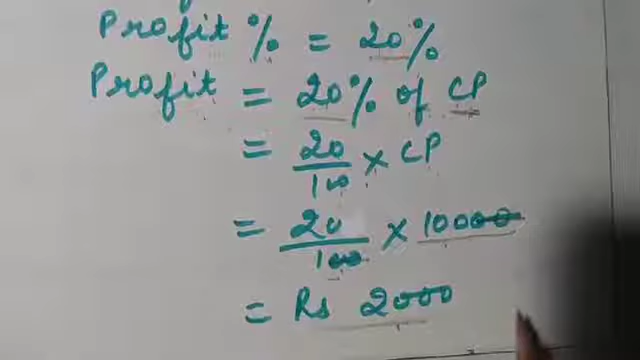 Profit % = 20%
Profit = 20% of CP
= 20/100 × CP
= 20/100 × 10000
= Rs 2000